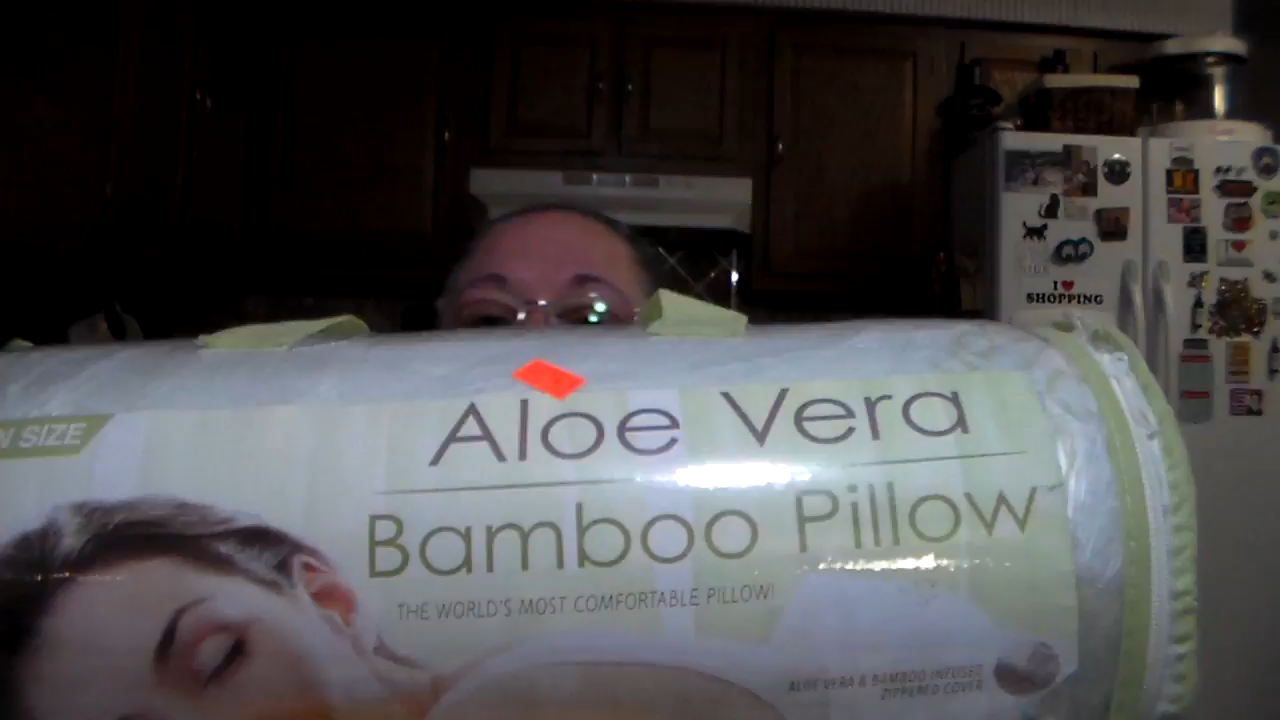 I
SHOPPING
N SIZE
Aloe Vera
Bamboo Pillow
THE WORLD'S MOST COMFORTABLE PILLOW!
ALOE VERA & BAMBOO INFUSED
ZIPPERED COVER